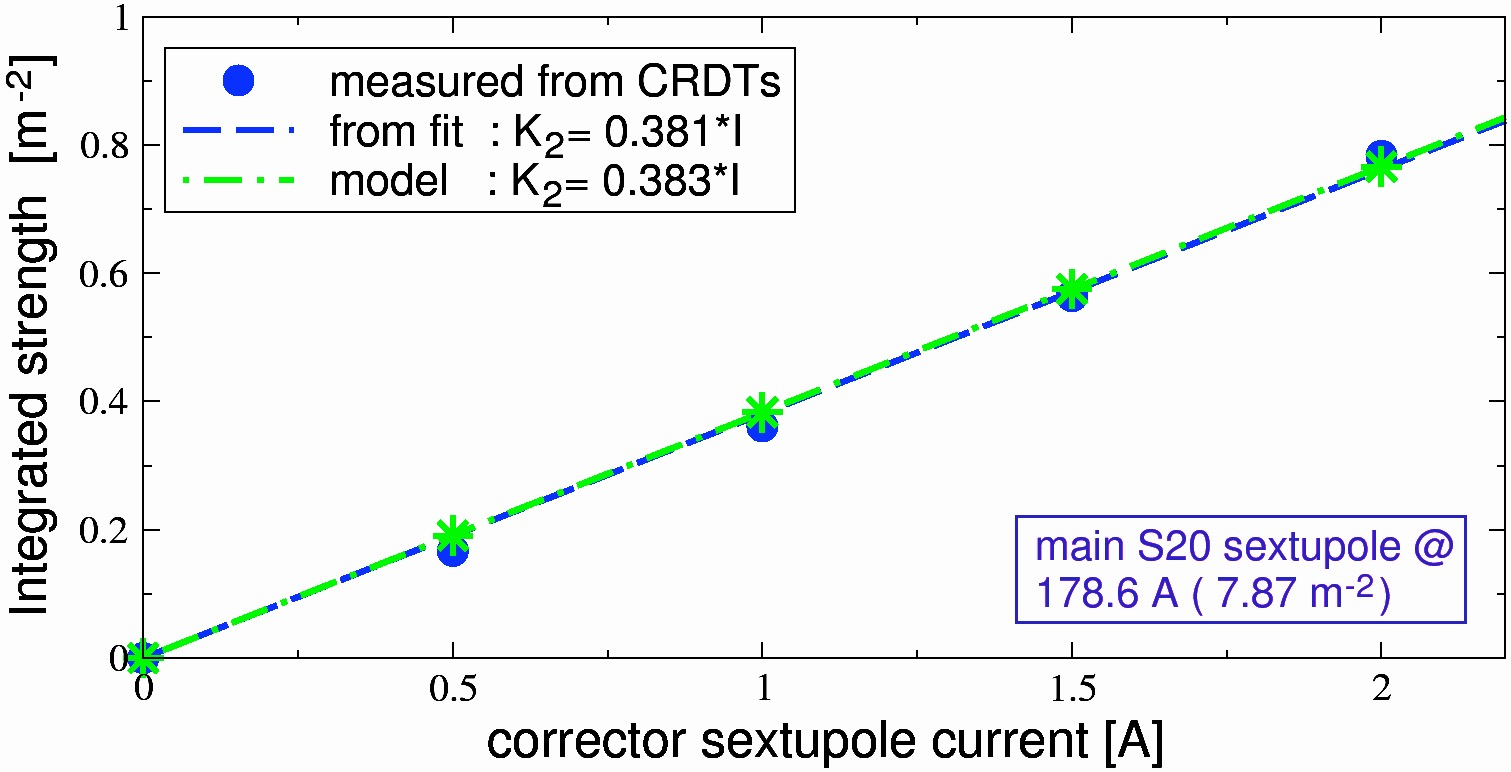 Integrated strength [m-2]
1
0.8
0.6
0.4
0.2
0
measured from CRDTs
from fit : K2= 0.381*I
model : K2= 0.383*I
main S20 sextupole @
178.6 A ( 7.87 m-2)
0 0.5 1 1.5 2
corrector sextupole current [A]